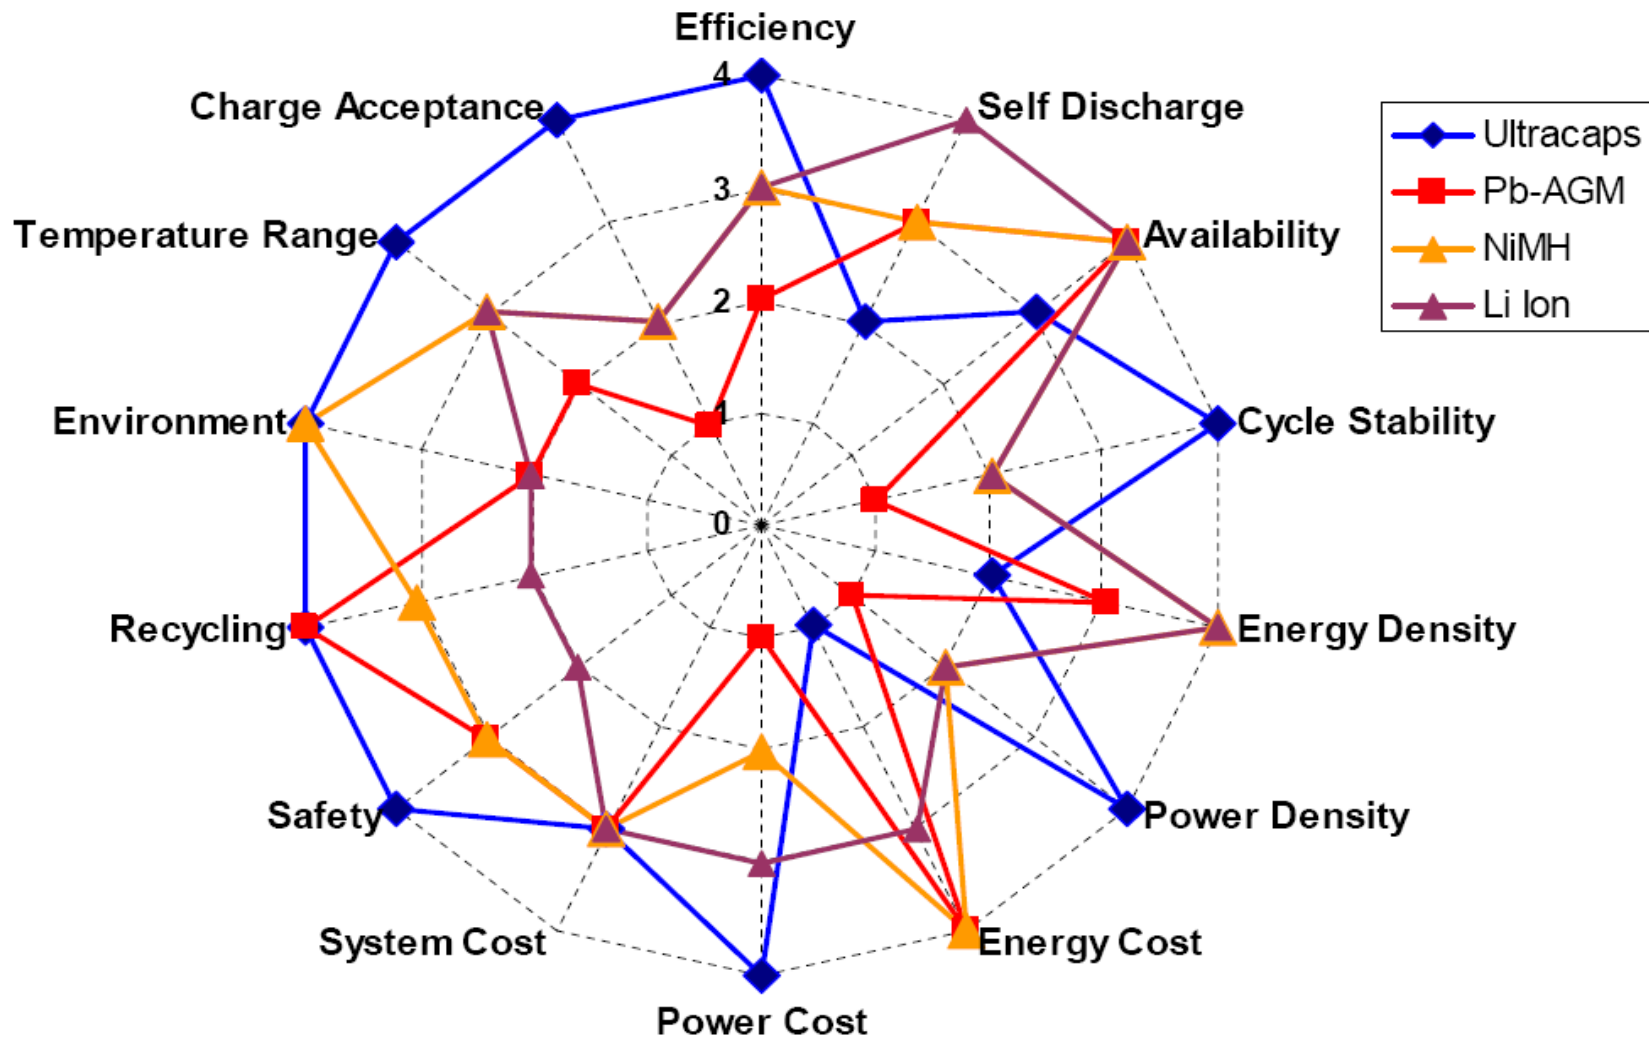 Efficiency
4
Charge Acceptance
Self Discharge
Ultracaps
Pb-AGM
NiMH
Li Ion
3
Temperature Range
Availability
2
Environment
1
Cycle Stability
0
Recycling
Energy Density
Safety
Power Density
System Cost
Energy Cost
Power Cost